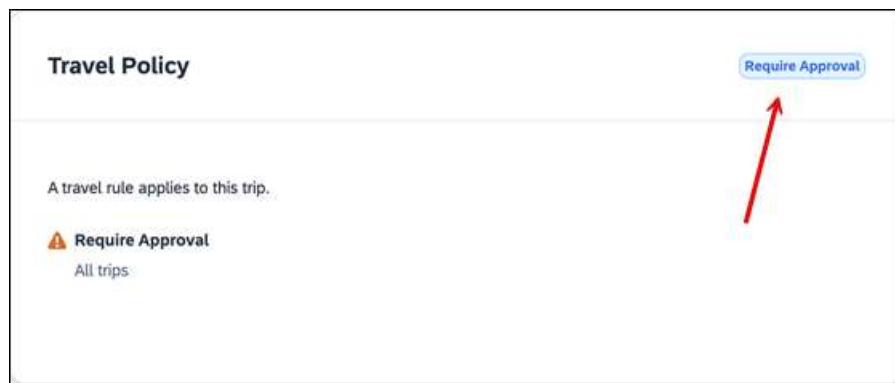 Travel Policy
Require Approval
A travel rule applies to this trip.
Require Approval
All trips